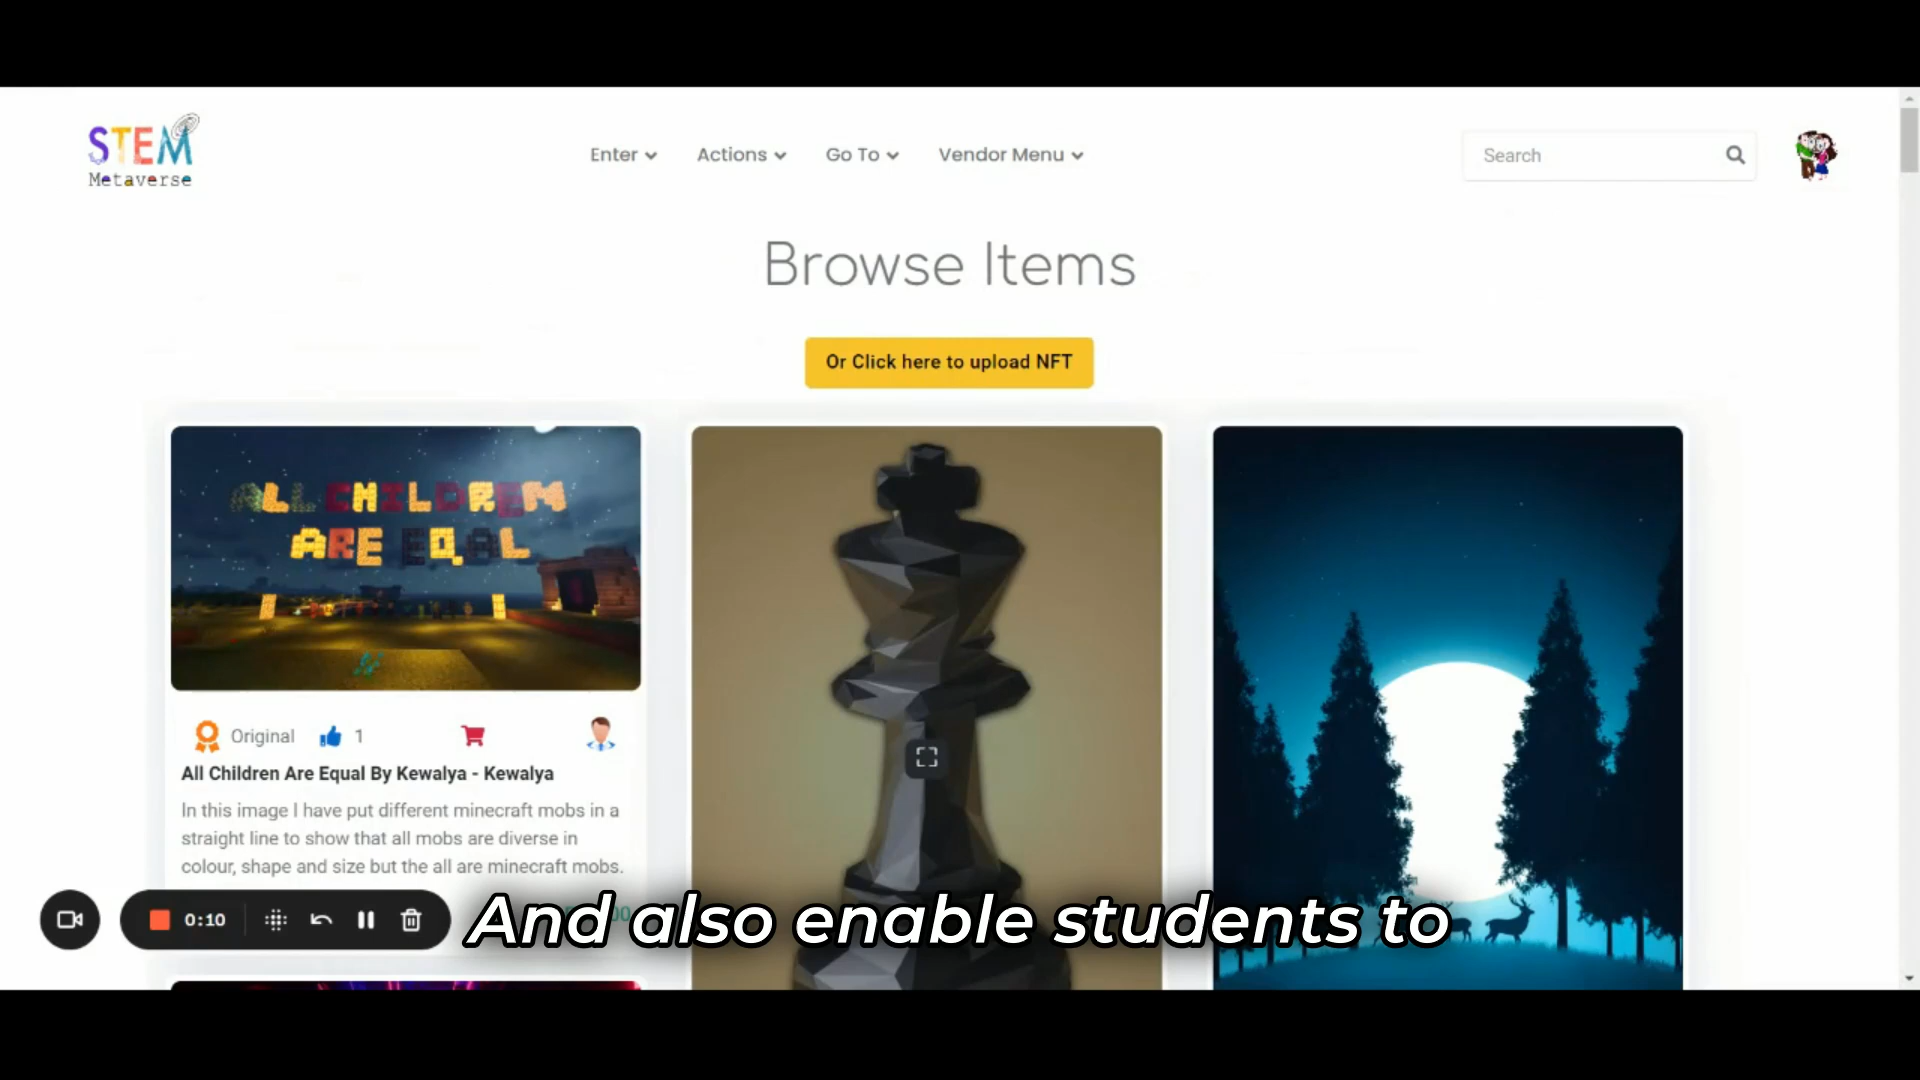 STEM
Metaverse
Enter
Actions
Go To
Vendor Menu
Search
Browse Items
Or Click here to upload NFT
ALL CHILDREM
ARE EQAL
Original
1
All Children Are Equal By Kewalya - Kewalya
In this image I have put different minecraft mobs in a
straight line to show that all mobs are diverse in
colour, shape and size but the all are minecraft mobs.
0:10
And also enable students to